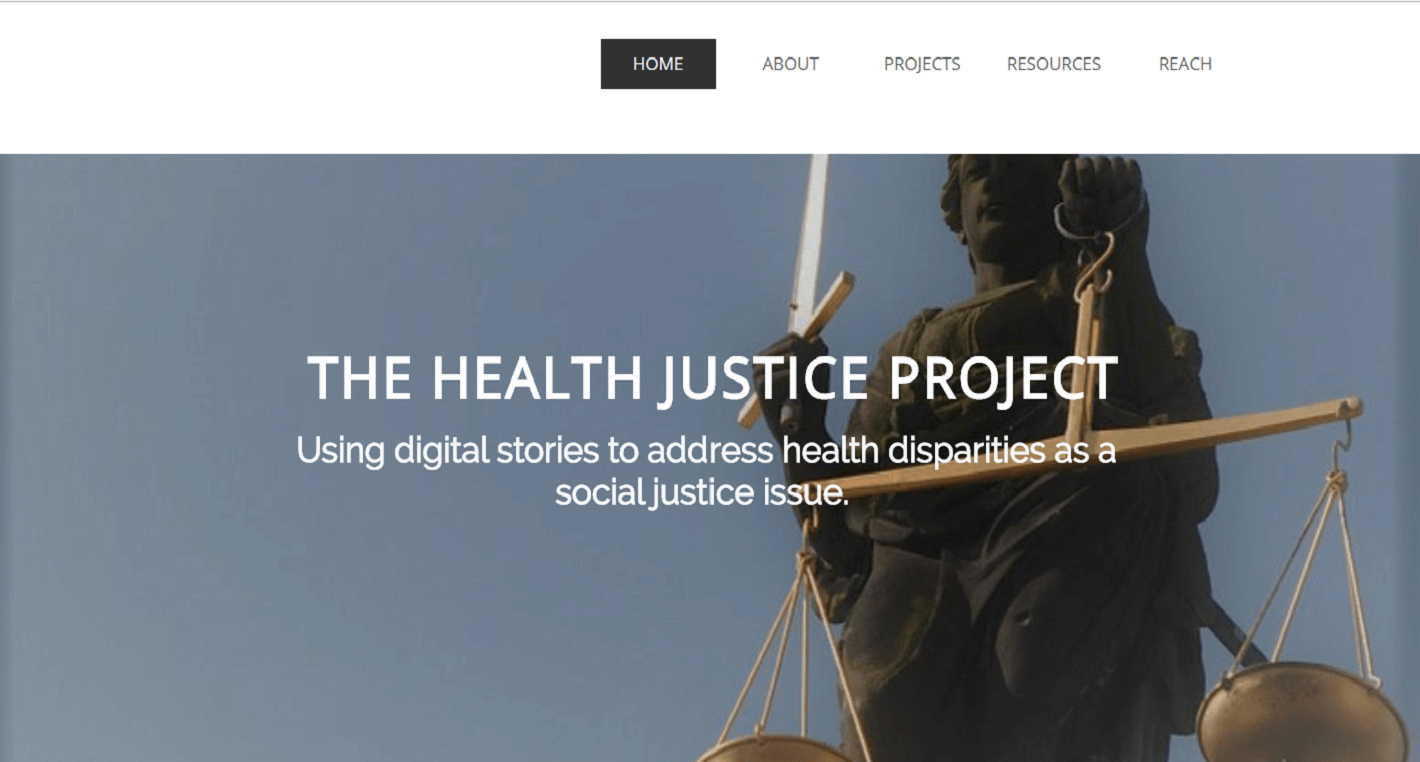 HOME ABOUT PROJECTS RESOURCES REACH
THE HEALTH JUSTICE PROJECT
Using digital stories to address health disparities as a
social justice issue.